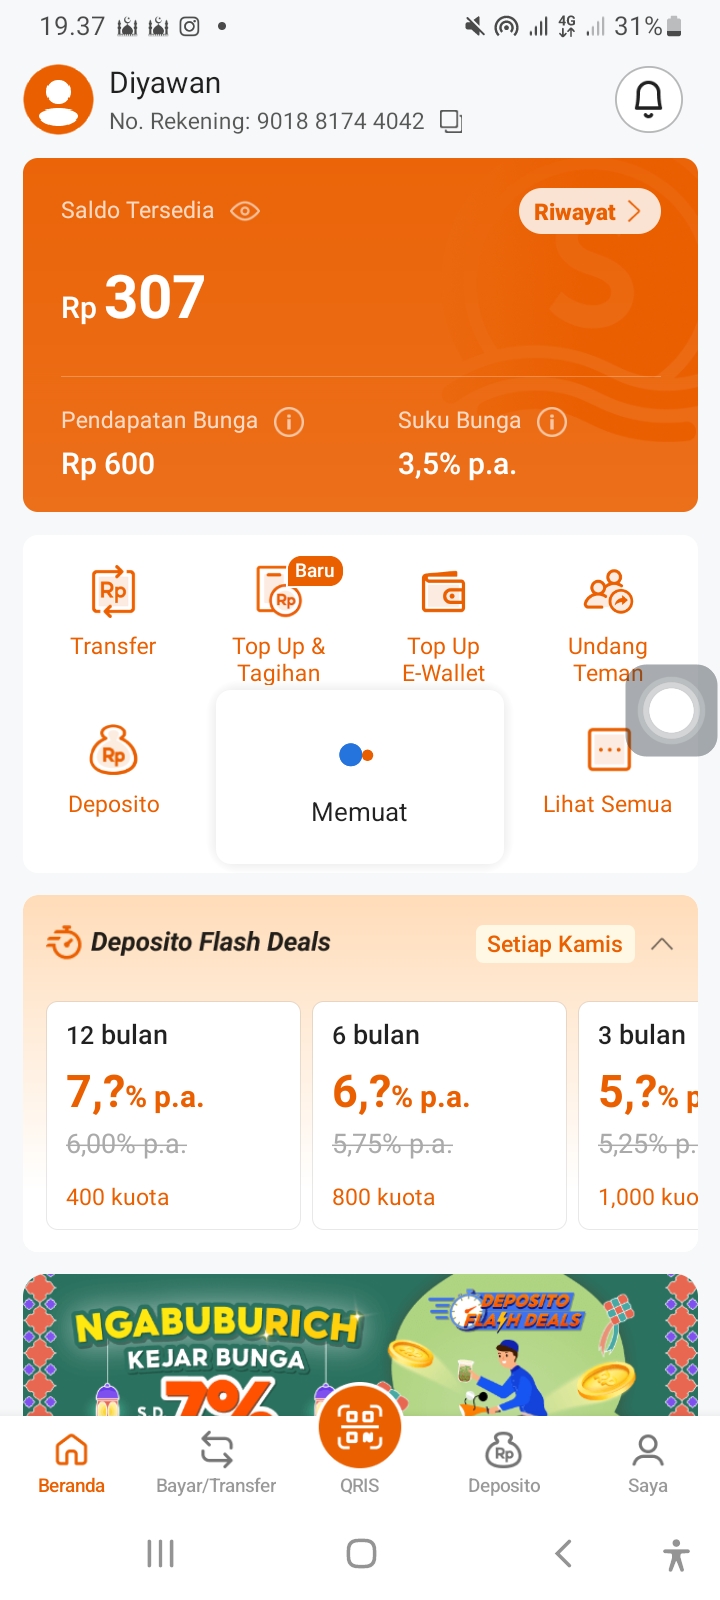 19.37
4G
31%
Diyawan
No. Rekening: 9018 8174 4042
Saldo Tersedia
Riwayat
Rp 307
Pendapatan Bunga
Suku Bunga
Rp 600
3,5% p.a.
Baru
Transfer
Top Up &
Tagihan
Top Up
E-Wallet
Undang
Teman
Deposito
Memuat
Lihat Semua
Deposito Flash Deals
Setiap Kamis
12 bulan
6 bulan
3 bulan
7,?% p.a.
6,?% p.a.
5,?% p
6,00% p.a.
5,75% p.a.
5,25% p.
400 kuota
800 kuota
1,000 kuo
NGABUBURICH
KEJAR BUNGA
S.D 7%
DEPOSITO
FLASH DEALS
Beranda
Bayar/Transfer
QRIS
Deposito
Saya